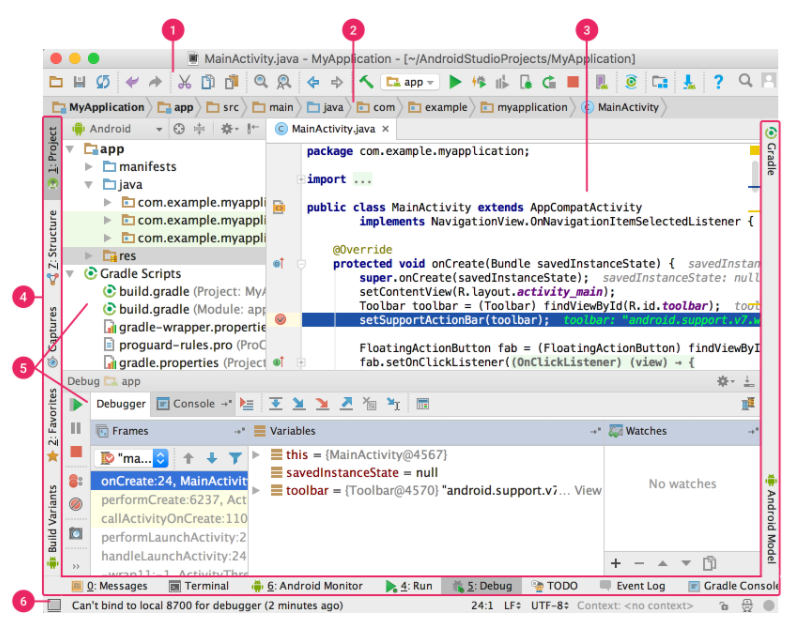 1
2
3
MainActivity.java - MyApplication - [~/AndroidStudioProjects/MyApplication]
app
?
MyApplication app src main java com example myapplication MainActivity
1: Project
Z: Structure
Captures
2: Favorites
Build Variants
4
5
6
Android
app
manifests
java
com.example.myappli
com.example.myappli
com.example.myappli
res
Gradle Scripts
build.gradle (Project: MyA
build.gradle (Module: app
gradle-wrapper.propertie
proguard-rules.pro (ProG
gradle.properties (Project
MainActivity.java ×
package com.example.myapplication;
import ...
public class MainActivity extends AppCompatActivity
implements NavigationView.OnNavigationItemSelectedListener {
@Override
protected void onCreate(Bundle savedInstanceState) { savedInstan
super.onCreate(savedInstanceState); savedInstanceState: null
setContentView(R.layout.activity_main);
Toolbar toolbar = (Toolbar) findViewById(R.id.toolbar); tool
setSupportActionBar(toolbar); toolbar: "android.support.v7.w
FloatingActionButton fab = (FloatingActionButton) findViewByI
fab.setOnClickListener((OnClickListener) (view) → {
Gradle
Android Model
Debug app
Debugger Console
Frames
Variables
Watches
"ma...
onCreate:24, MainActivit
performCreate:6237, Act
callActivityOnCreate:110
performLaunchActivity:2
handleLaunchActivity:24
-wrap11:-1, ActivityThre
this = {MainActivity@4567}
savedInstanceState = null
toolbar = {Toolbar@4570} "android.support.v7... View
No watches
0: Messages Terminal 6: Android Monitor 4: Run 5: Debug TODO Event Log Gradle Console
Can't bind to local 8700 for debugger (2 minutes ago) 24:1 LF UTF-8 Context: <no context>